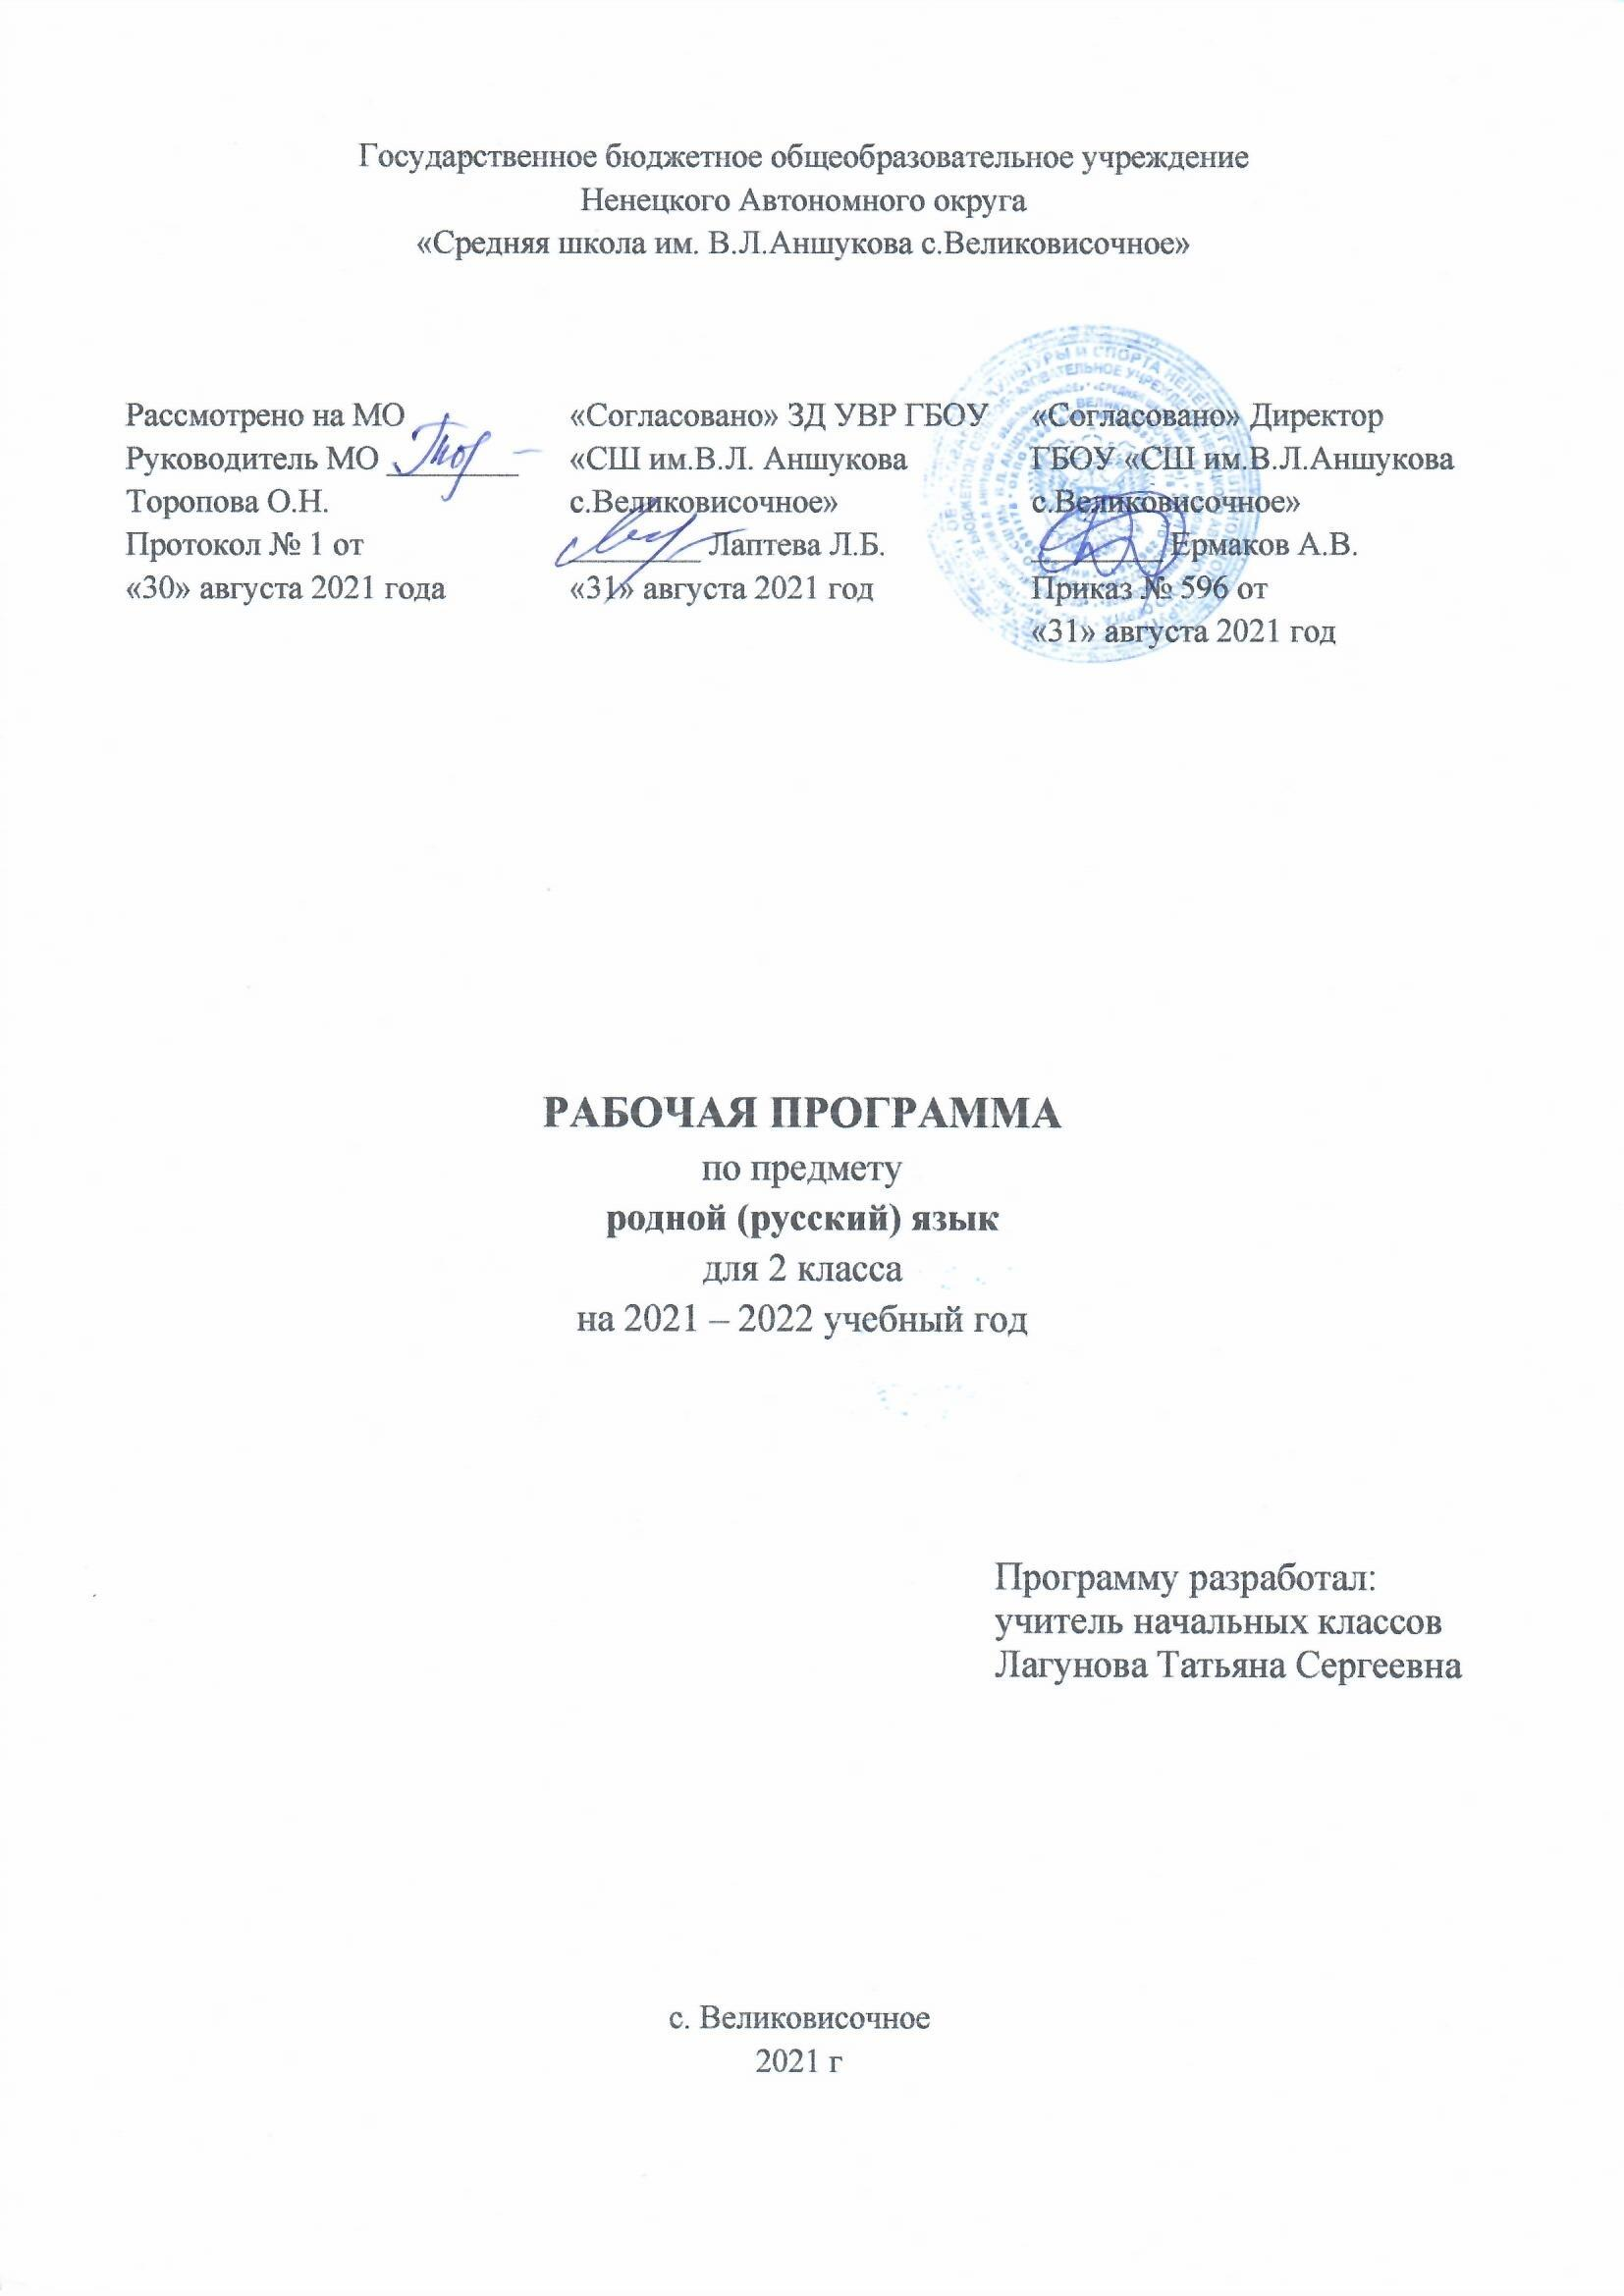 Государственное бюджетное общеобразовательное учреждение
Ненецкого Автономного округа
«Средняя школа им. В.Л.Аншукова с.Великовисочное»
Рассмотрено на МО
Руководитель МО ________
Торопова О.Н.
Протокол № 1 от
«30» августа 2021 года
«Согласовано» ЗД УВР ГБОУ
«СШ им.В.Л. Аншукова
с.Великовисочное»
________ Лаптева Л.Б.
«31» августа 2021 год
«Согласовано» Директор
ГБОУ «СШ им.В.Л.Аншукова
с.Великовисочное»
________ Ермаков А.В.
Приказ № 596 от
«31» августа 2021 год
РАБОЧАЯ ПРОГРАММА
по предмету
родной (русский) язык
для 2 класса
на 2021 – 2022 учебный год
Программу разработал:
учитель начальных классов
Лагунова Татьяна Сергеевна
с. Великовисочное
2021 г